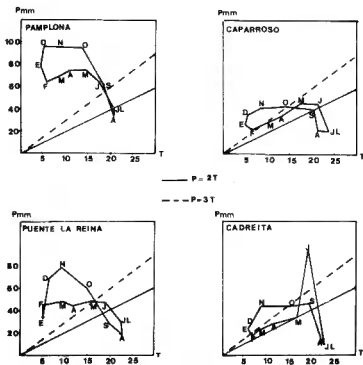 Pmm
PAMPLONA
100
80
60
40
20
D
N
O
E
F
M
A
M
J
S
JL
A
5
10
15
20
25
T
Pmm
CAPARROSO
D
N
O
M
J
E
F
M
A
S
A
JL
5
10
15
20
25
T
P=2T
P=3T
Pmm
PUENTE LA REINA
80
60
40
20
N
D
O
F
M
A
M
J
E
S
JL
A
5
10
15
20
25
T
Pmm
CADREITA
N
O
S
D
E
F
M
A
M
JL
5
10
15
20
25
T